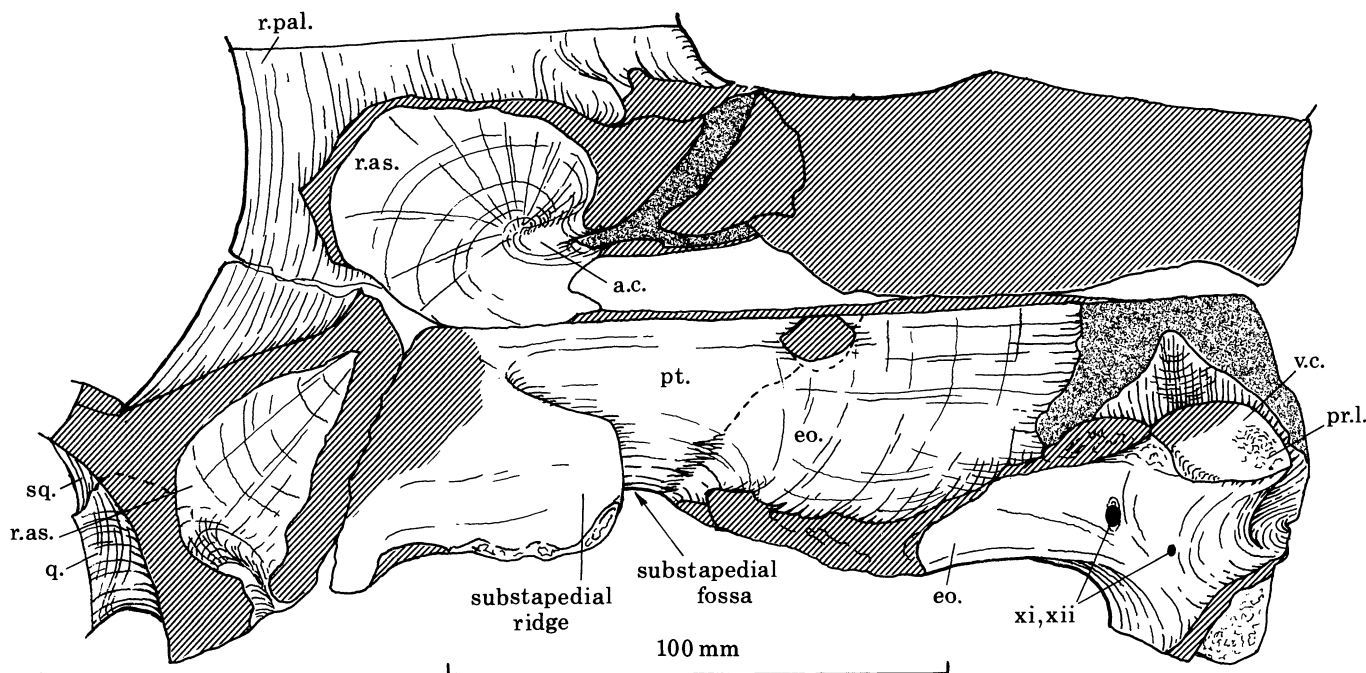 r.pal.
r.as.
a.c.
pt.
v.c.
pr.l.
eo.
sq.
r.as.
q.
substapedial
ridge
substapedial
fossa
eo.
xi,xii
100 mm